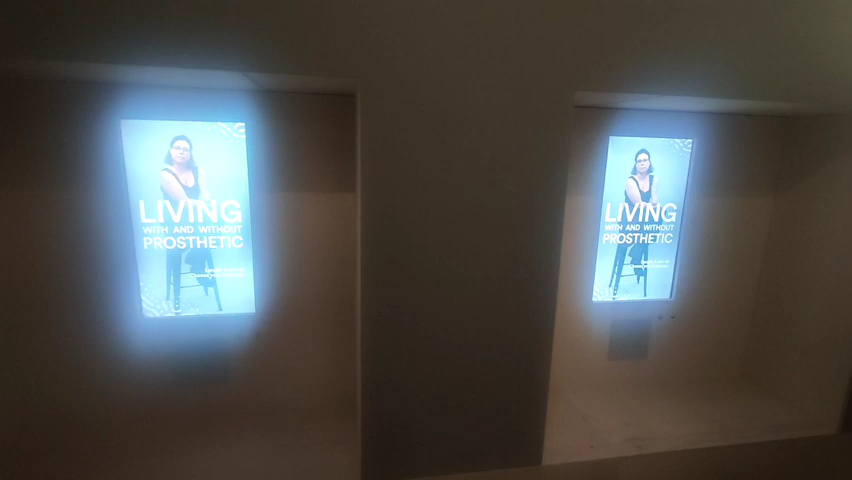 LIVING
WITH AND WITHOUT
PROSTHETIC
LIVING
WITH AND WITHOUT
PROSTHETIC